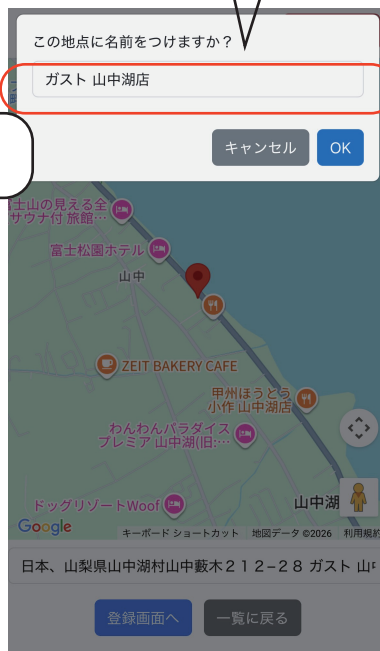 この地点に名前をつけますか？
ガスト 山中湖店
キャンセル
OK
士山の見える全
サウナ付 旅館…
富士松園ホテル
山中
ZEIT BAKERY CAFE
甲州ほうとう
小作 山中湖店
わんわんパラダイス
プレミア 山中湖(旧:…
ドッグリゾートWoof
山中湖
Google
キーボード ショートカット
地図データ ©2026
利用規約
日本、山梨県山中湖村山中藪木２１２−２８ ガスト 山
登録画面へ
一覧に戻る